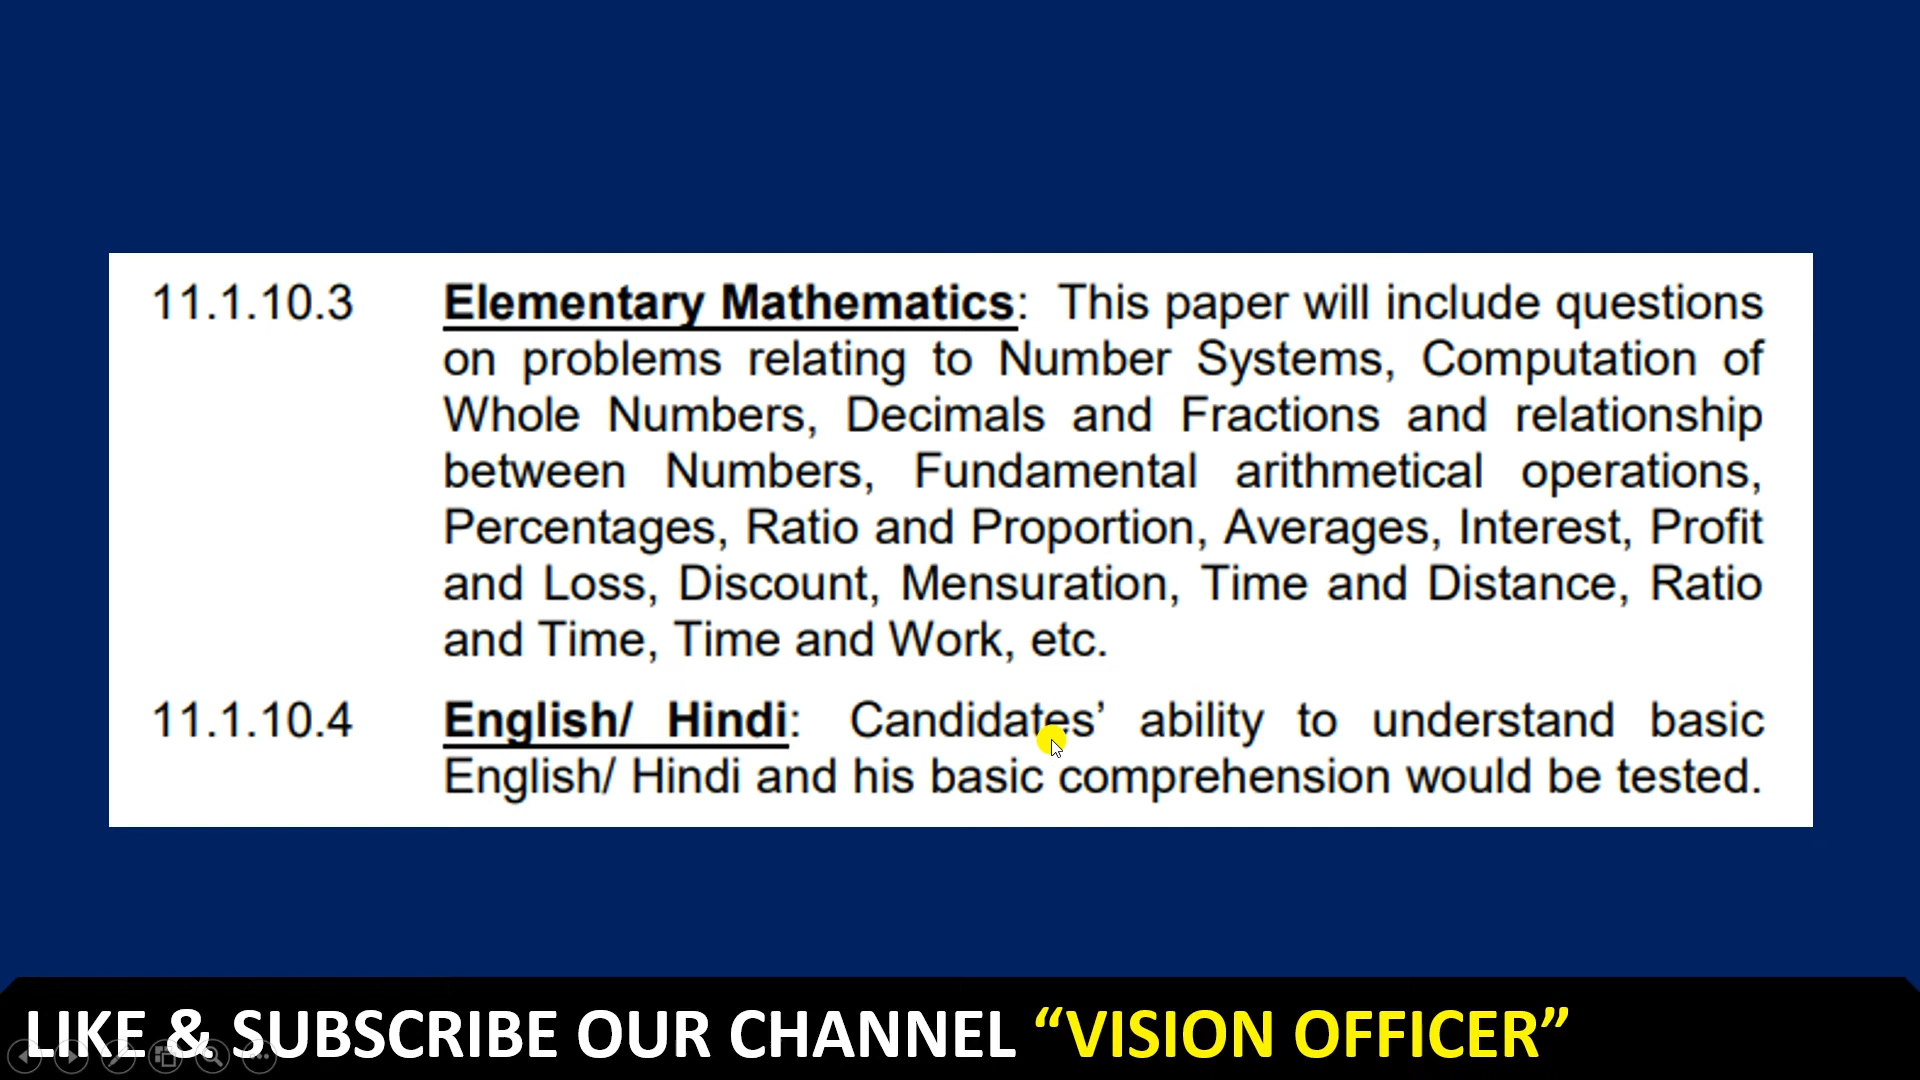 11.1.10.3 Elementary Mathematics: This paper will include questions
on problems relating to Number Systems, Computation of
Whole Numbers, Decimals and Fractions and relationship
between Numbers, Fundamental arithmetical operations,
Percentages, Ratio and Proportion, Averages, Interest, Profit
and Loss, Discount, Mensuration, Time and Distance, Ratio
and Time, Time and Work, etc.
11.1.10.4 English/ Hindi: Candidates’ ability to understand basic
English/ Hindi and his basic comprehension would be tested.
LIKE & SUBSCRIBE OUR CHANNEL “VISION OFFICER”